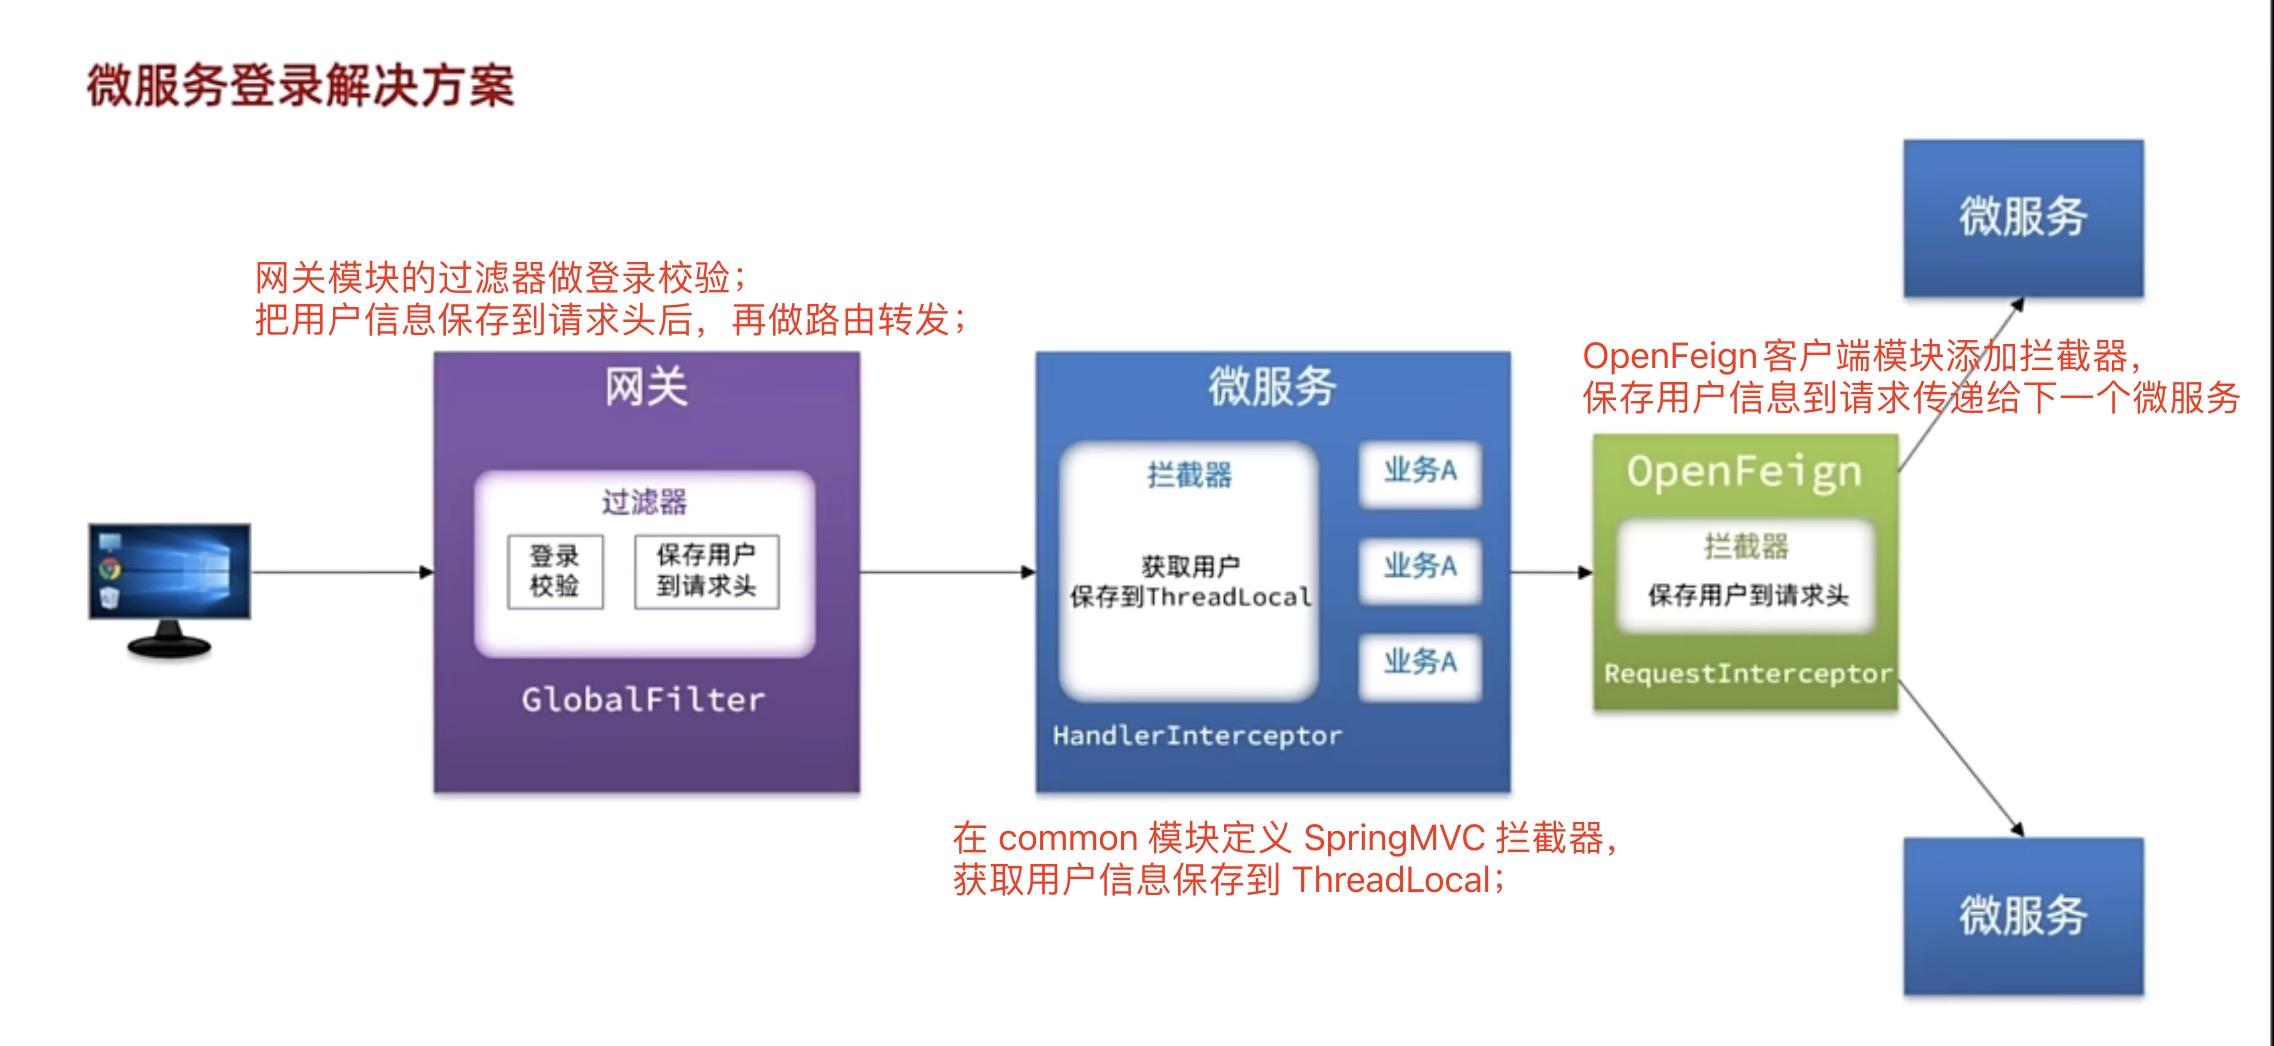 微服务登录解决方案
网关模块的过滤器做登录校验；
把用户信息保存到请求头后，再做路由转发；
网关
过滤器
登录
校验
保存用户
到请求头
GlobalFilter
微服务
拦截器
获取用户
保存到ThreadLocal
HandlerInterceptor
业务A
业务A
业务A
在 common 模块定义 SpringMVC 拦截器，
获取用户信息保存到 ThreadLocal；
OpenFeign客户端模块添加拦截器，
保存用户信息到请求传递给下一个微服务
OpenFeign
拦截器
保存用户到请求头
RequestInterceptor
微服务
微服务